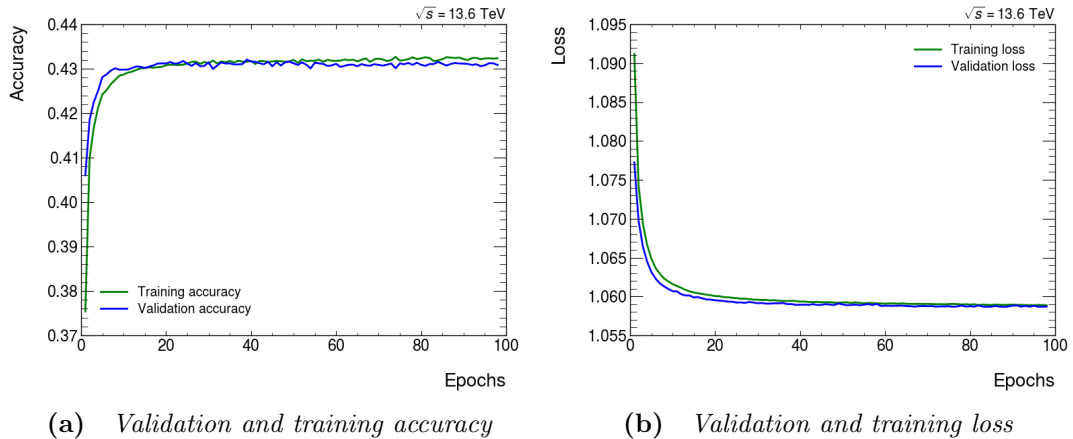 √s = 13.6 TeV
Accuracy
0.44
0.43
0.42
0.41
0.40
0.39
0.38
0.37
Training accuracy
Validation accuracy
0 20 40 60 80 100
Epochs
(a) Validation and training accuracy
√s = 13.6 TeV
Loss
1.095
1.090
1.085
1.080
1.075
1.070
1.065
1.060
1.055
Training loss
Validation loss
0 20 40 60 80 100
Epochs
(b) Validation and training loss